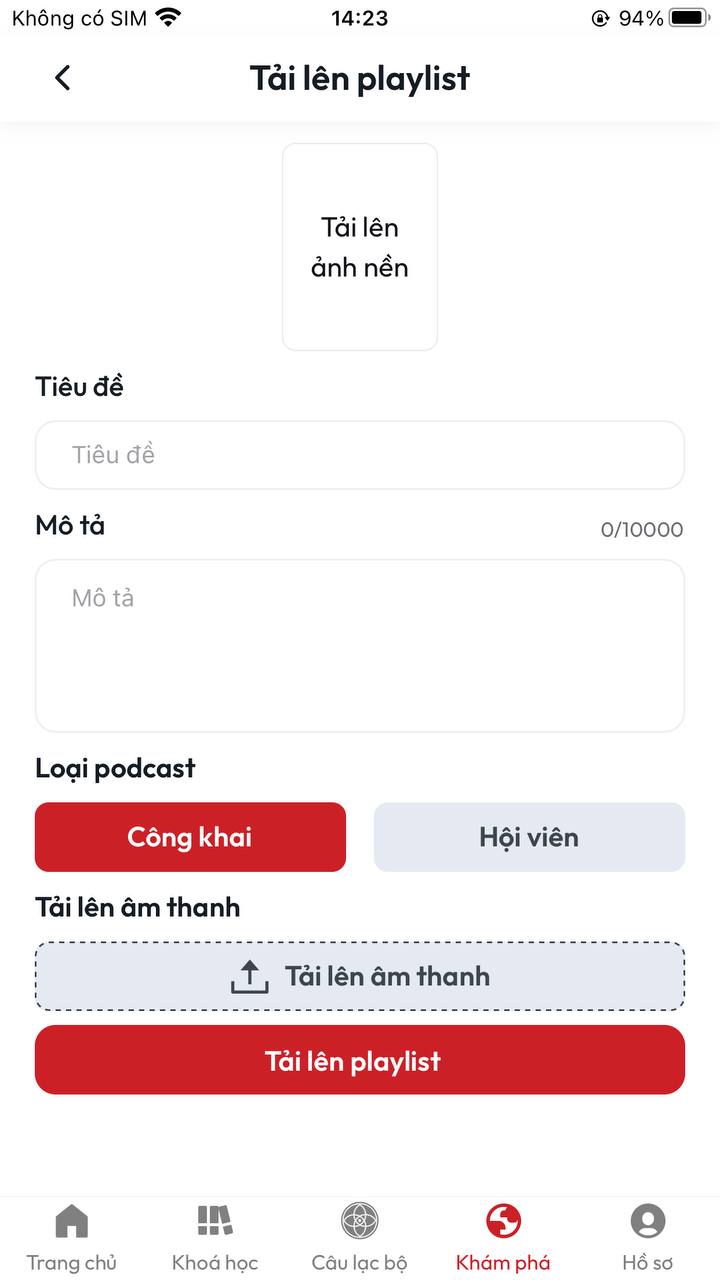 Không có SIM 14:23 94%
Tải lên playlist
Tải lên
ảnh nền
Tiêu đề
Tiêu đề
Mô tả 0/10000
Mô tả
Loại podcast
Công khai Hội viên
Tải lên âm thanh
Tải lên âm thanh
Tải lên playlist
Trang chủ Khoá học Câu lạc bộ Khám phá Hồ sơ